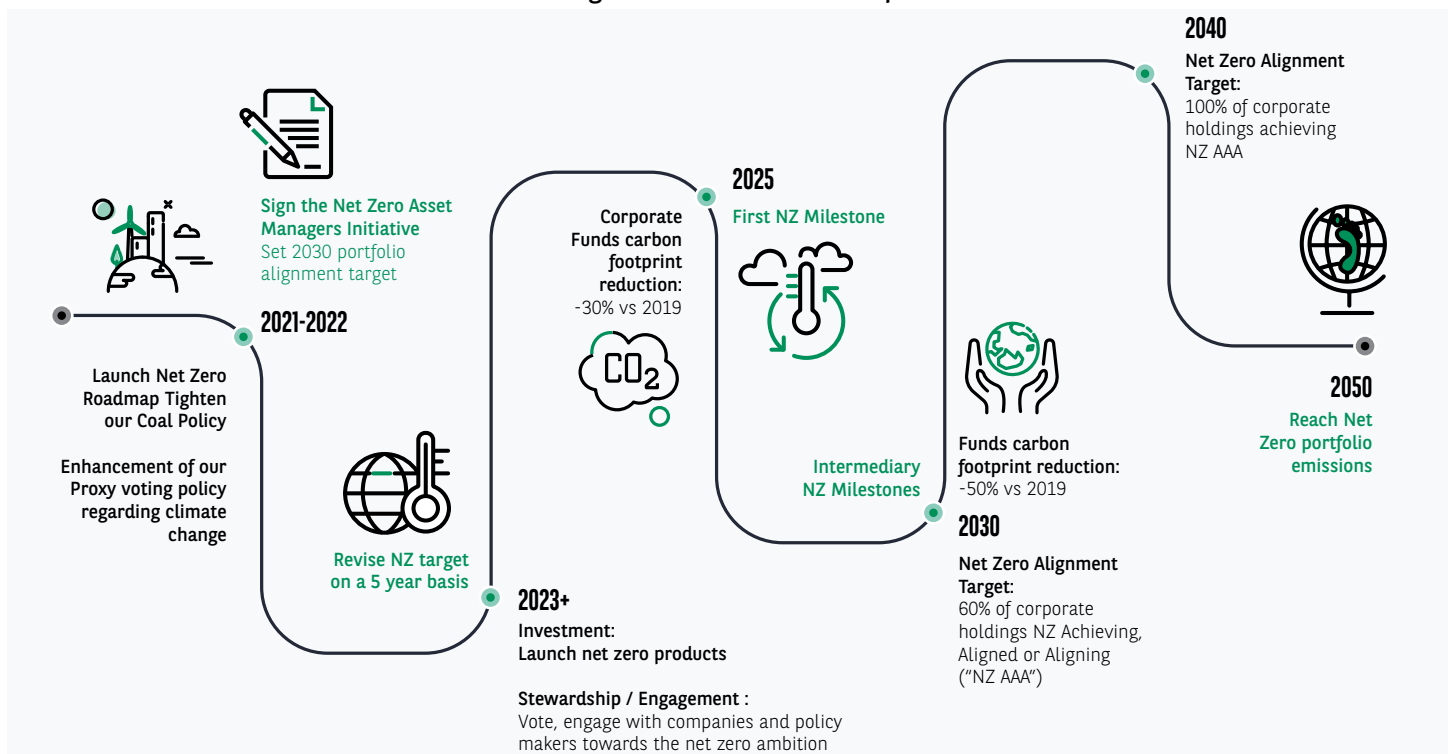 Sign the Net Zero Asset
Managers Initiative
Set 2030 portfolio
alignment target
2021-2022
Launch Net Zero
Roadmap Tighten
our Coal Policy
Enhancement of our
Proxy voting policy
regarding climate
change
Revise NZ target
on a 5 year basis
2023+
Investment:
Launch net zero products
Stewardship / Engagement :
Vote, engage with companies and policy
makers towards the net zero ambition
Corporate
Funds carbon
footprint
reduction:
-30% vs 2019
CO2
2025
First NZ Milestone
Intermediary
NZ Milestones
Funds carbon
footprint reduction:
-50% vs 2019
2030
Net Zero Alignment
Target:
60% of corporate
holdings NZ Achieving,
Aligned or Aligning
(“NZ AAA”)
2040
Net Zero Alignment
Target:
100% of corporate
holdings achieving
NZ AAA
2050
Reach Net
Zero portfolio
emissions